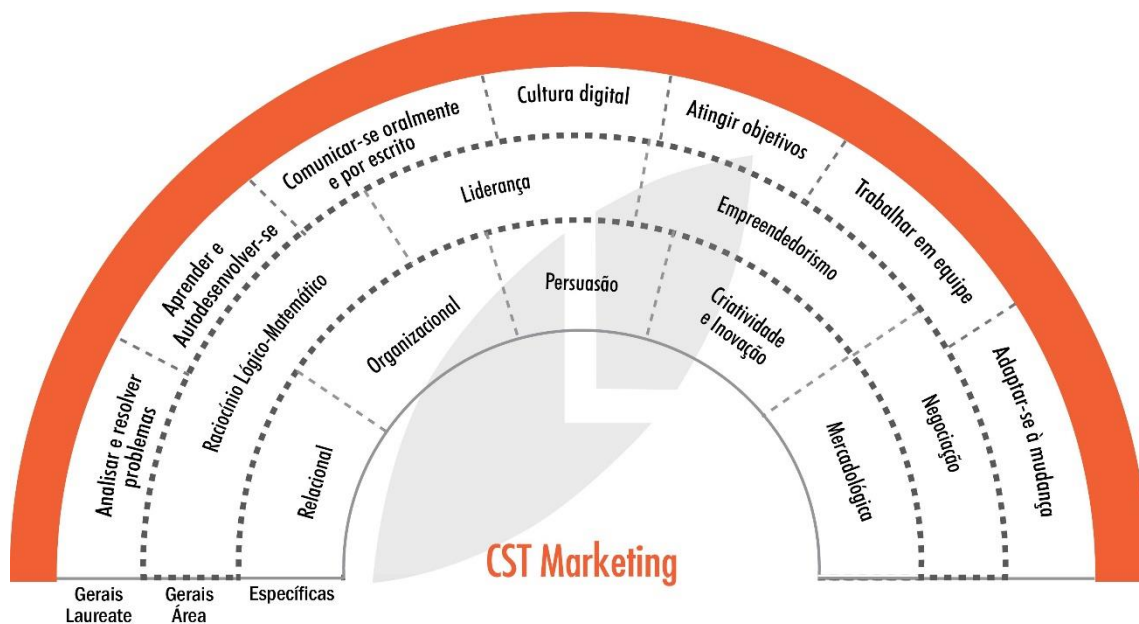 Analisar e resolver
problemas
Aprender e
Autodesenvolver-se
Comunicar-se oralmente
e por escrito
Cultura digital
Atingir objetivos
Trabalhar em equipe
Adaptar-se à mudança
Raciocínio Lógico-Matemático
Liderança
Empreendedorismo
Negociação
Relacional
Organizacional
Persuasão
Criatividade
e Inovação
Mercadológica
CST Marketing
Gerais
Laureate
Gerais
Área
Específicas